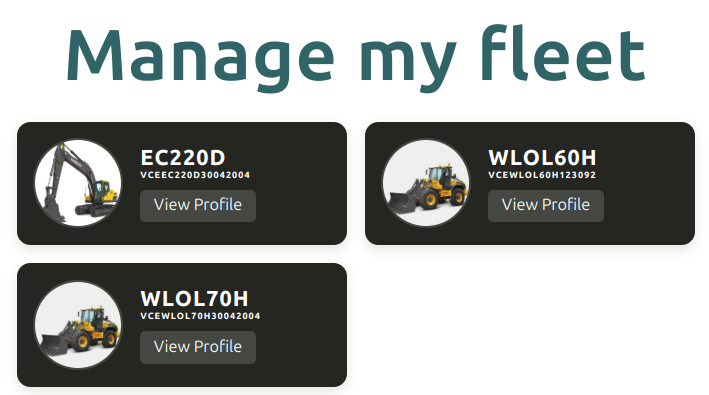 Manage my fleet
EC220D
VCEEC220D30042004
View Profile
WLOL60H
VCEWLOL60H123092
View Profile
WLOL70H
VCEWLOL70H30042004
View Profile